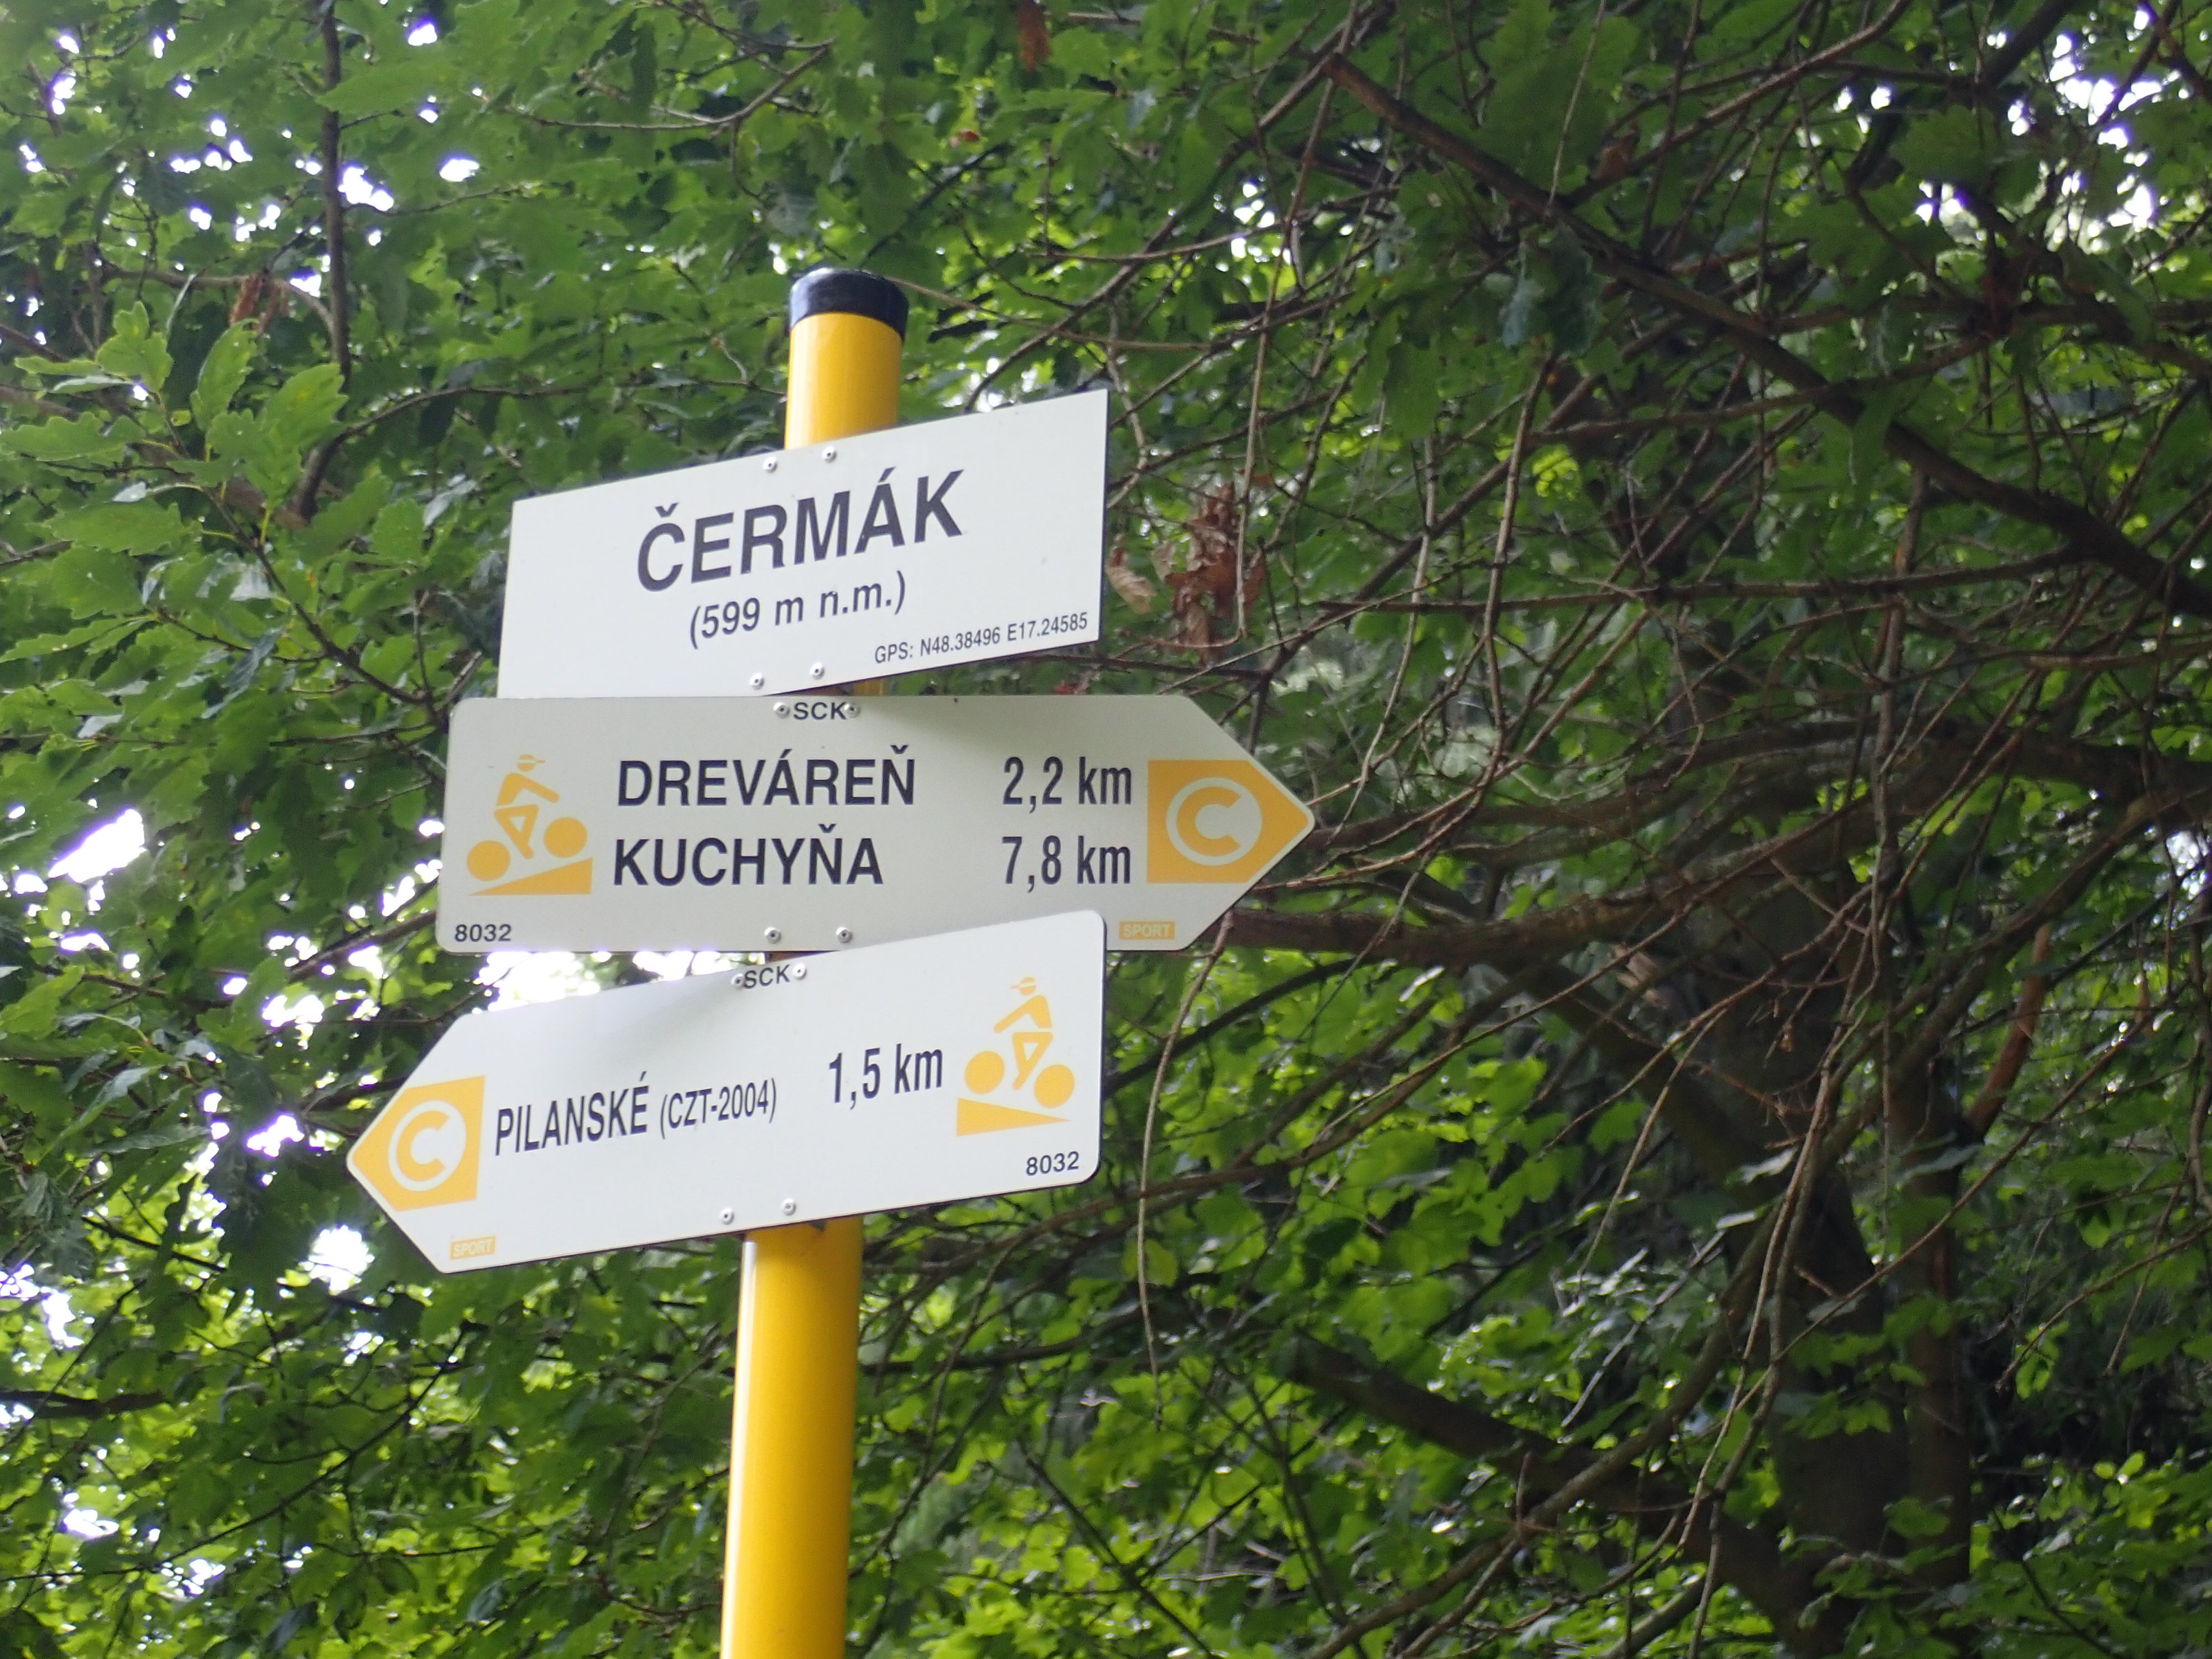 ČERMÁK
(599 m n.m.)
GPS: N48.38496 E17.24585
SCK
DREVÁREŇ 2,2 km
KUCHYŇA 7,8 km
C
8032
SPORT
SCK
C
PILANSKÉ (CZT-2004) 1,5 km
8032
SPORT